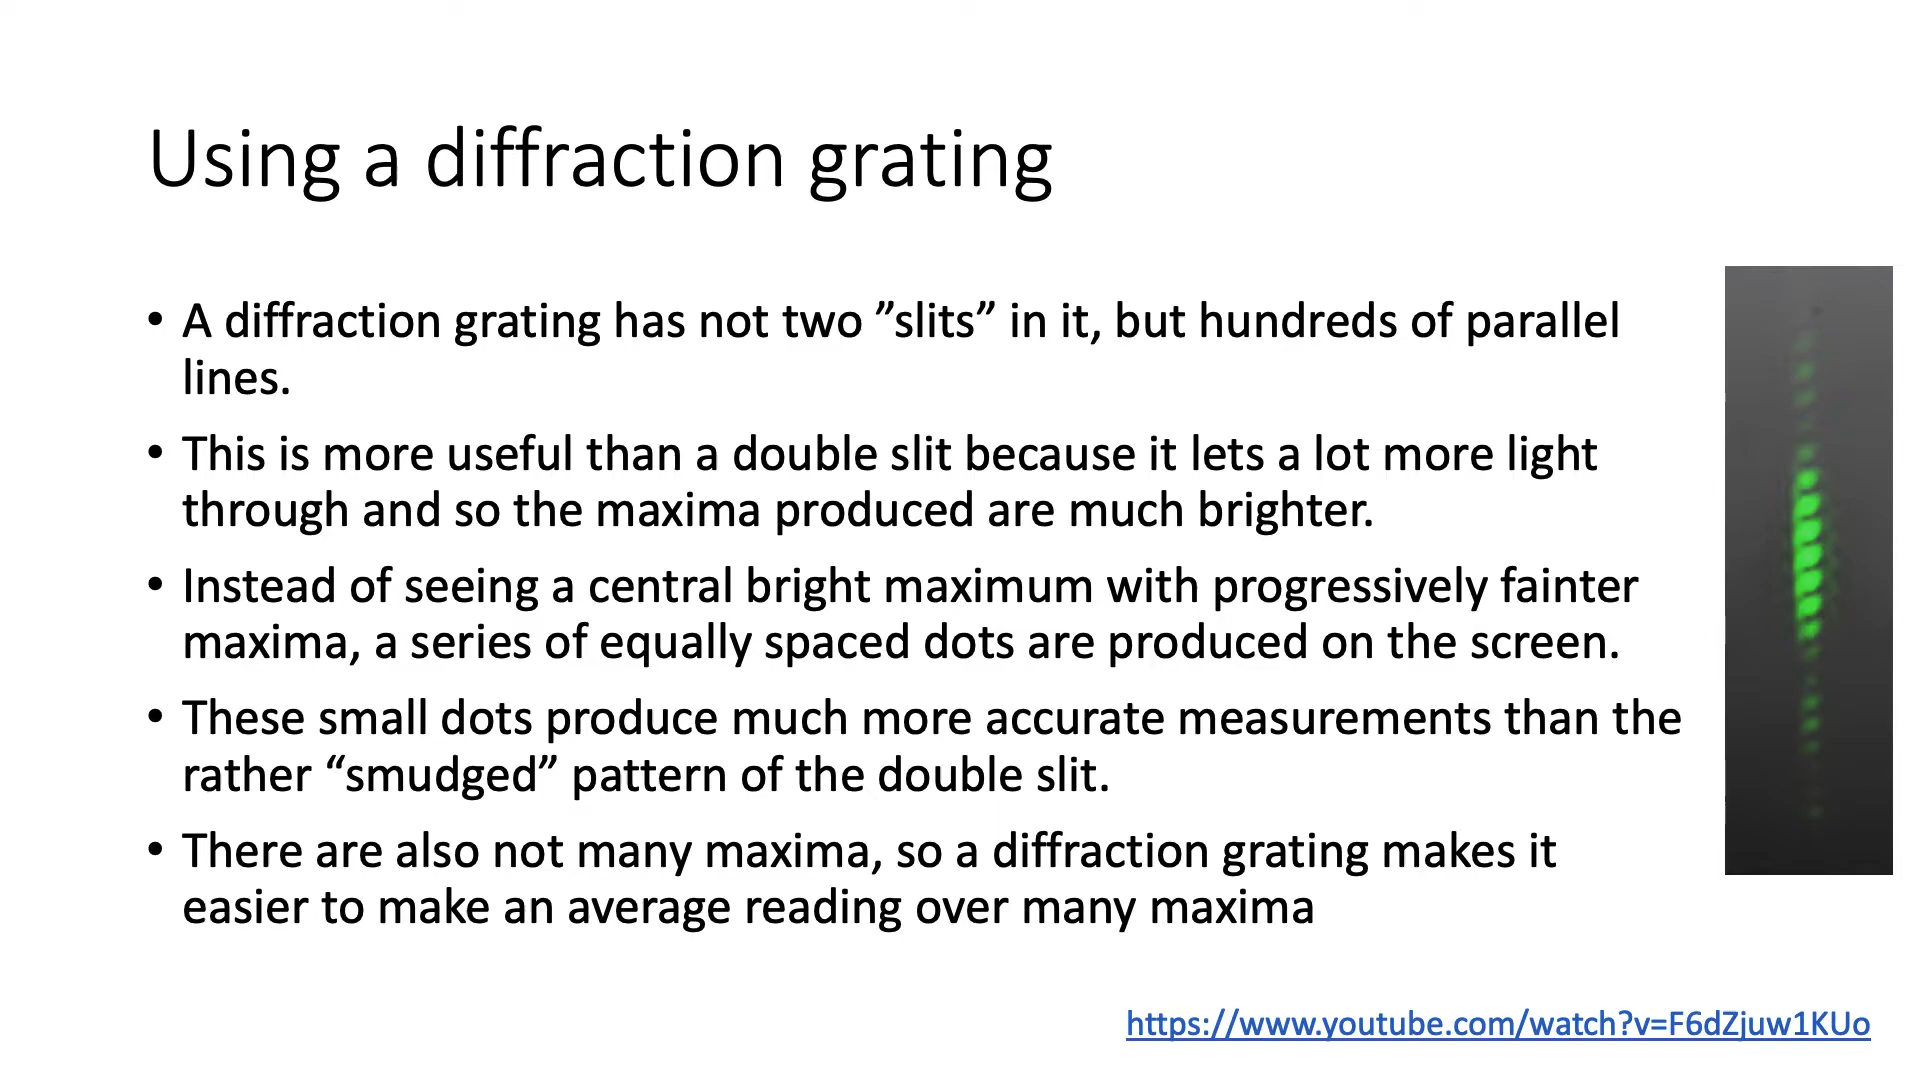 Using a diffraction grating
• A diffraction grating has not two ”slits” in it, but hundreds of parallel
lines.
• This is more useful than a double slit because it lets a lot more light
through and so the maxima produced are much brighter.
• Instead of seeing a central bright maximum with progressively fainter
maxima, a series of equally spaced dots are produced on the screen.
• These small dots produce much more accurate measurements than the
rather “smudged” pattern of the double slit.
• There are also not many maxima, so a diffraction grating makes it
easier to make an average reading over many maxima
https://www.youtube.com/watch?v=F6dZjuw1KUo